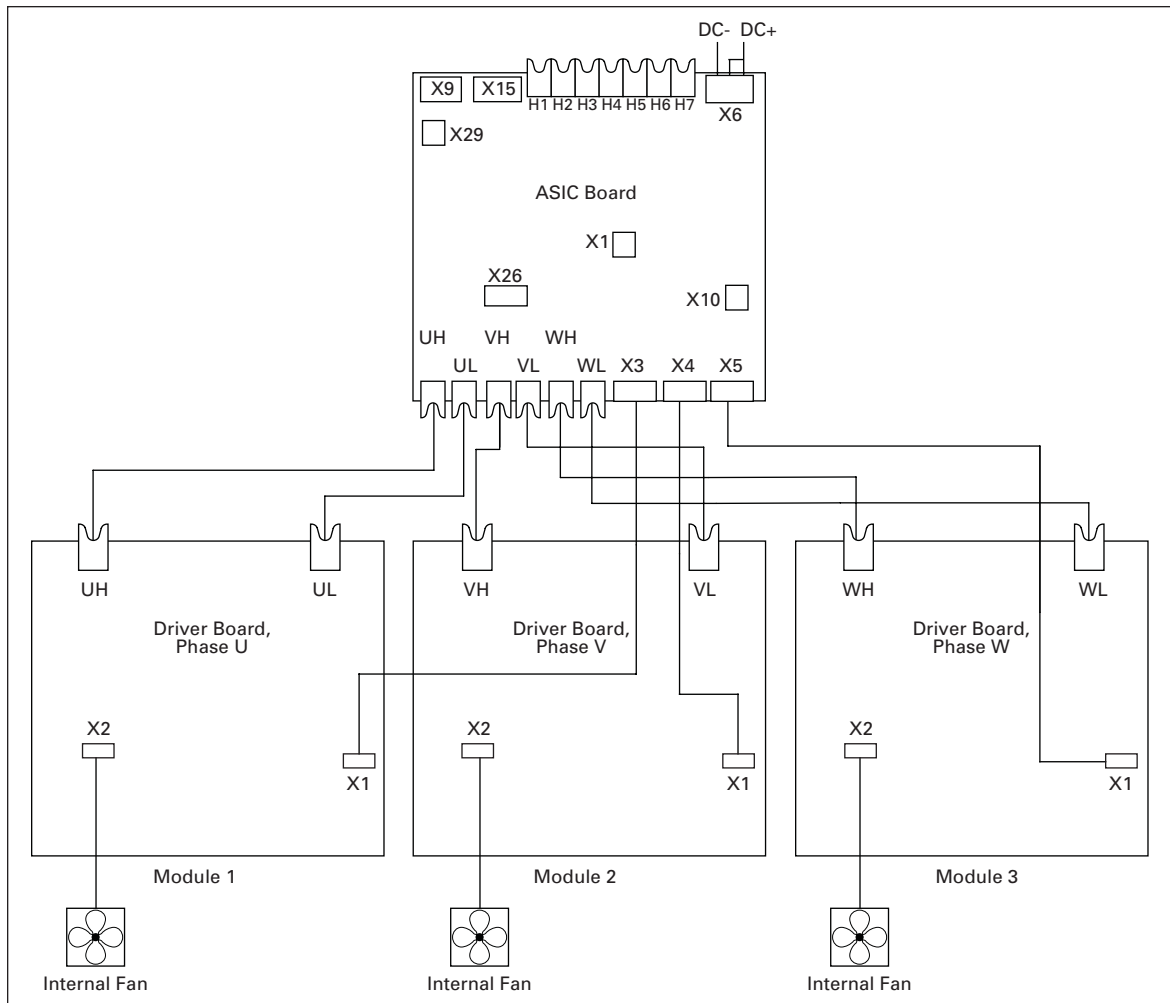 DC- DC+
X9 X15
H1 H2 H3 H4 H5 H6 H7
X6
X29
ASIC Board
X1
X26
X10
UH VH WH
UL VL WL X3 X4 X5
UH UL VH VL WH WL
Driver Board,
Phase U
Driver Board,
Phase V
Driver Board,
Phase W
X2 X2 X2
X1 X1 X1
Module 1 Module 2 Module 3
Internal Fan Internal Fan Internal Fan